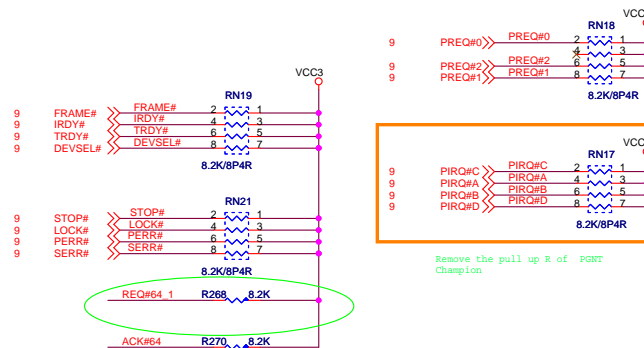 VCC
RN18
9 PREQ#0 PREQ#0 2 1
4 3
9 PREQ#2 PREQ#2 6 5
9 PREQ#1 PREQ#1 8 7
8.2K/8P4R
VCC3
RN19
9 FRAME# FRAME# 2 1
9 IRDY# IRDY# 4 3
9 TRDY# TRDY# 6 5
9 DEVSEL# DEVSEL# 8 7
8.2K/8P4R
VCC
RN17
9 PIRQ#C PIRQ#C 2 1
9 PIRQ#A PIRQ#A 4 3
9 PIRQ#B PIRQ#B 6 5
9 PIRQ#D PIRQ#D 8 7
8.2K/8P4R
RN21
9 STOP# STOP# 2 1
9 LOCK# LOCK# 4 3
9 PERR# PERR# 6 5
9 SERR# SERR# 8 7
8.2K/8P4R
Remove the pull up R of PGNT
Champion
REQ#64_1 R268 8.2K
ACK#64 R270 8.2K